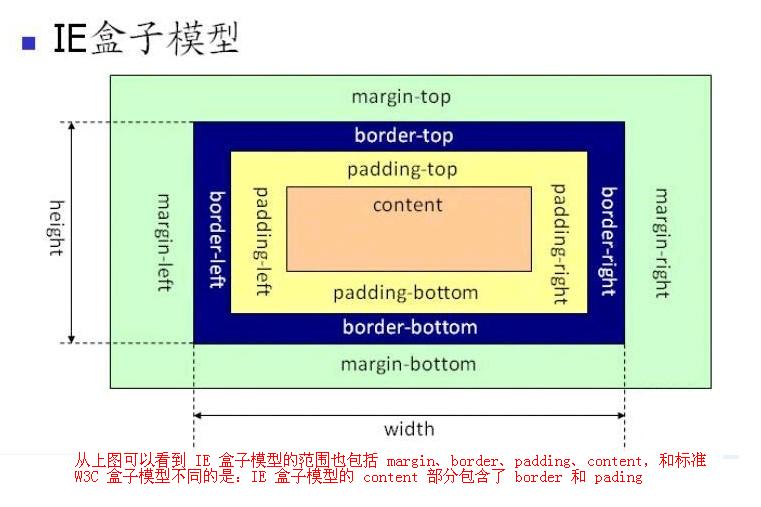 IE盒子模型
margin-top
border-top
padding-top
content
height
margin-left
border-left
padding-left
padding-right
border-right
margin-right
padding-bottom
border-bottom
margin-bottom
width
从上图可以看到 IE 盒子模型的范围也包括 margin、border、padding、content, 和标准
W3C 盒子模型不同的是: IE 盒子模型的 content 部分包含了 border 和 pading